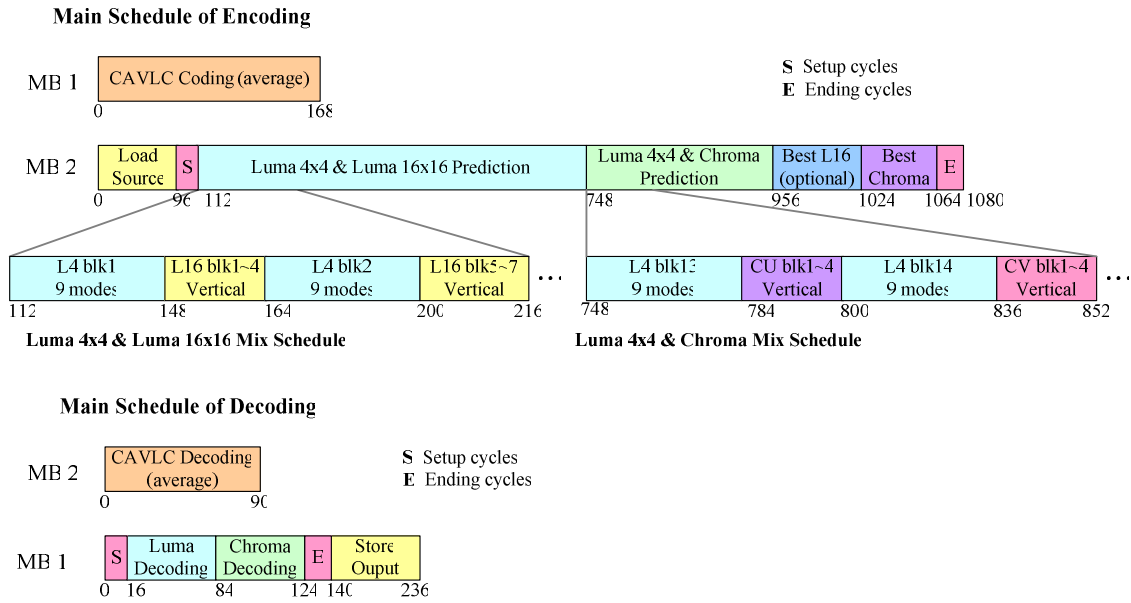 Main Schedule of Encoding
MB 1
CAVLC Coding (average)
0
168
S Setup cycles
E Ending cycles
MB 2
Load
Source
S
Luma 4x4 & Luma 16x16 Prediction
Luma 4x4 & Chroma
Prediction
Best L16
(optional)
Best
Chroma
E
0
96
112
748
956
1024
1064
1080
L4 blk1
9 modes
L16 blk1~4
Vertical
L4 blk2
9 modes
L16 blk5~7
Vertical
...
L4 blk13
9 modes
CU blk1~4
Vertical
L4 blk14
9 modes
CV blk1~4
Vertical
...
112
148
164
200
216
748
784
800
836
852
Luma 4x4 & Luma 16x16 Mix Schedule
Luma 4x4 & Chroma Mix Schedule
Main Schedule of Decoding
MB 2
CAVLC Decoding
(average)
0
90
S Setup cycles
E Ending cycles
MB 1
S
Luma
Decoding
Chroma
Decoding
E
Store
Ouput
0
16
84
124
140
236